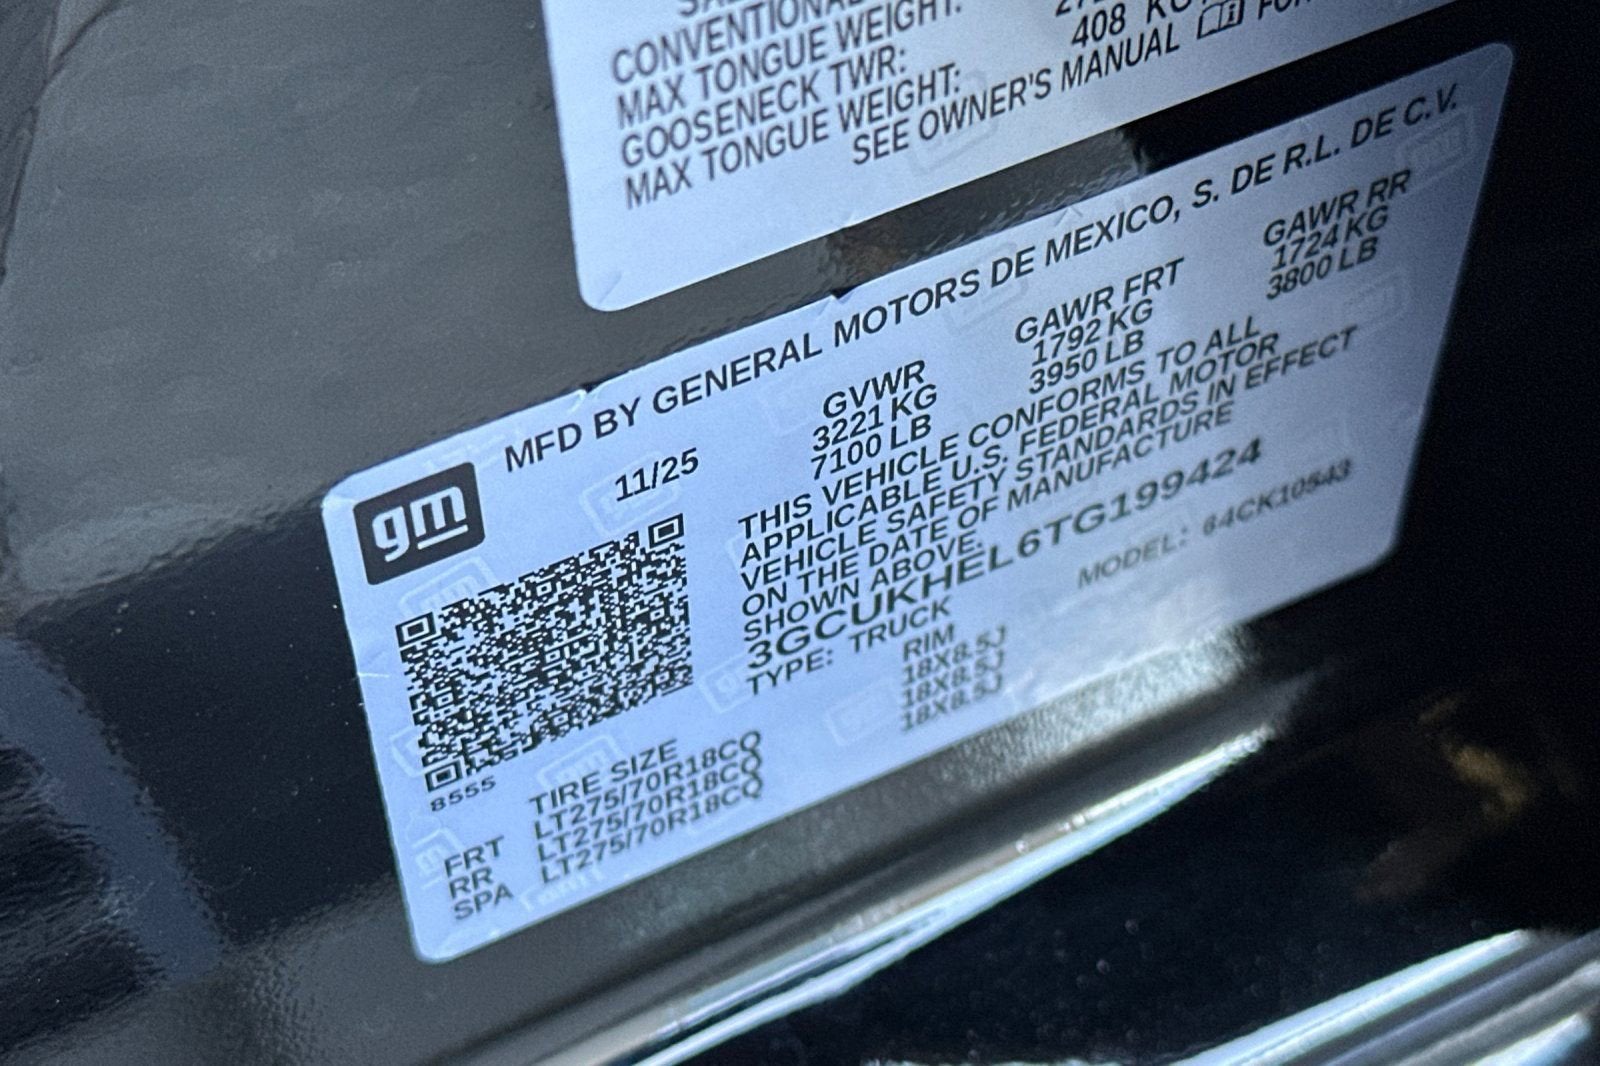 CONVENTIONAL
MAX TONGUE WEIGHT:
GOOSENECK TWR:
MAX TONGUE WEIGHT: 408
SEE OWNER'S MANUAL
MFD BY GENERAL MOTORS DE MEXICO, S. DE R.L. DE C.V.
gm
11/25
GVWR GAWR FRT GAWR RR
3221 KG 1792 KG 1724 KG
7100 LB 3950 LB 3800 LB
THIS VEHICLE CONFORMS TO ALL
APPLICABLE U.S. FEDERAL MOTOR
VEHICLE SAFETY STANDARDS IN EFFECT
ON THE DATE OF MANUFACTURE
SHOWN ABOVE.
3GCUKHEL6TG199424
TYPE: TRUCK MODEL: 64CK10543
8555
TIRE SIZE RIM
FRT LT275/70R18CQ 18X8.5J
RR LT275/70R18CQ 18X8.5J
SPA LT275/70R18CQ 18X8.5J